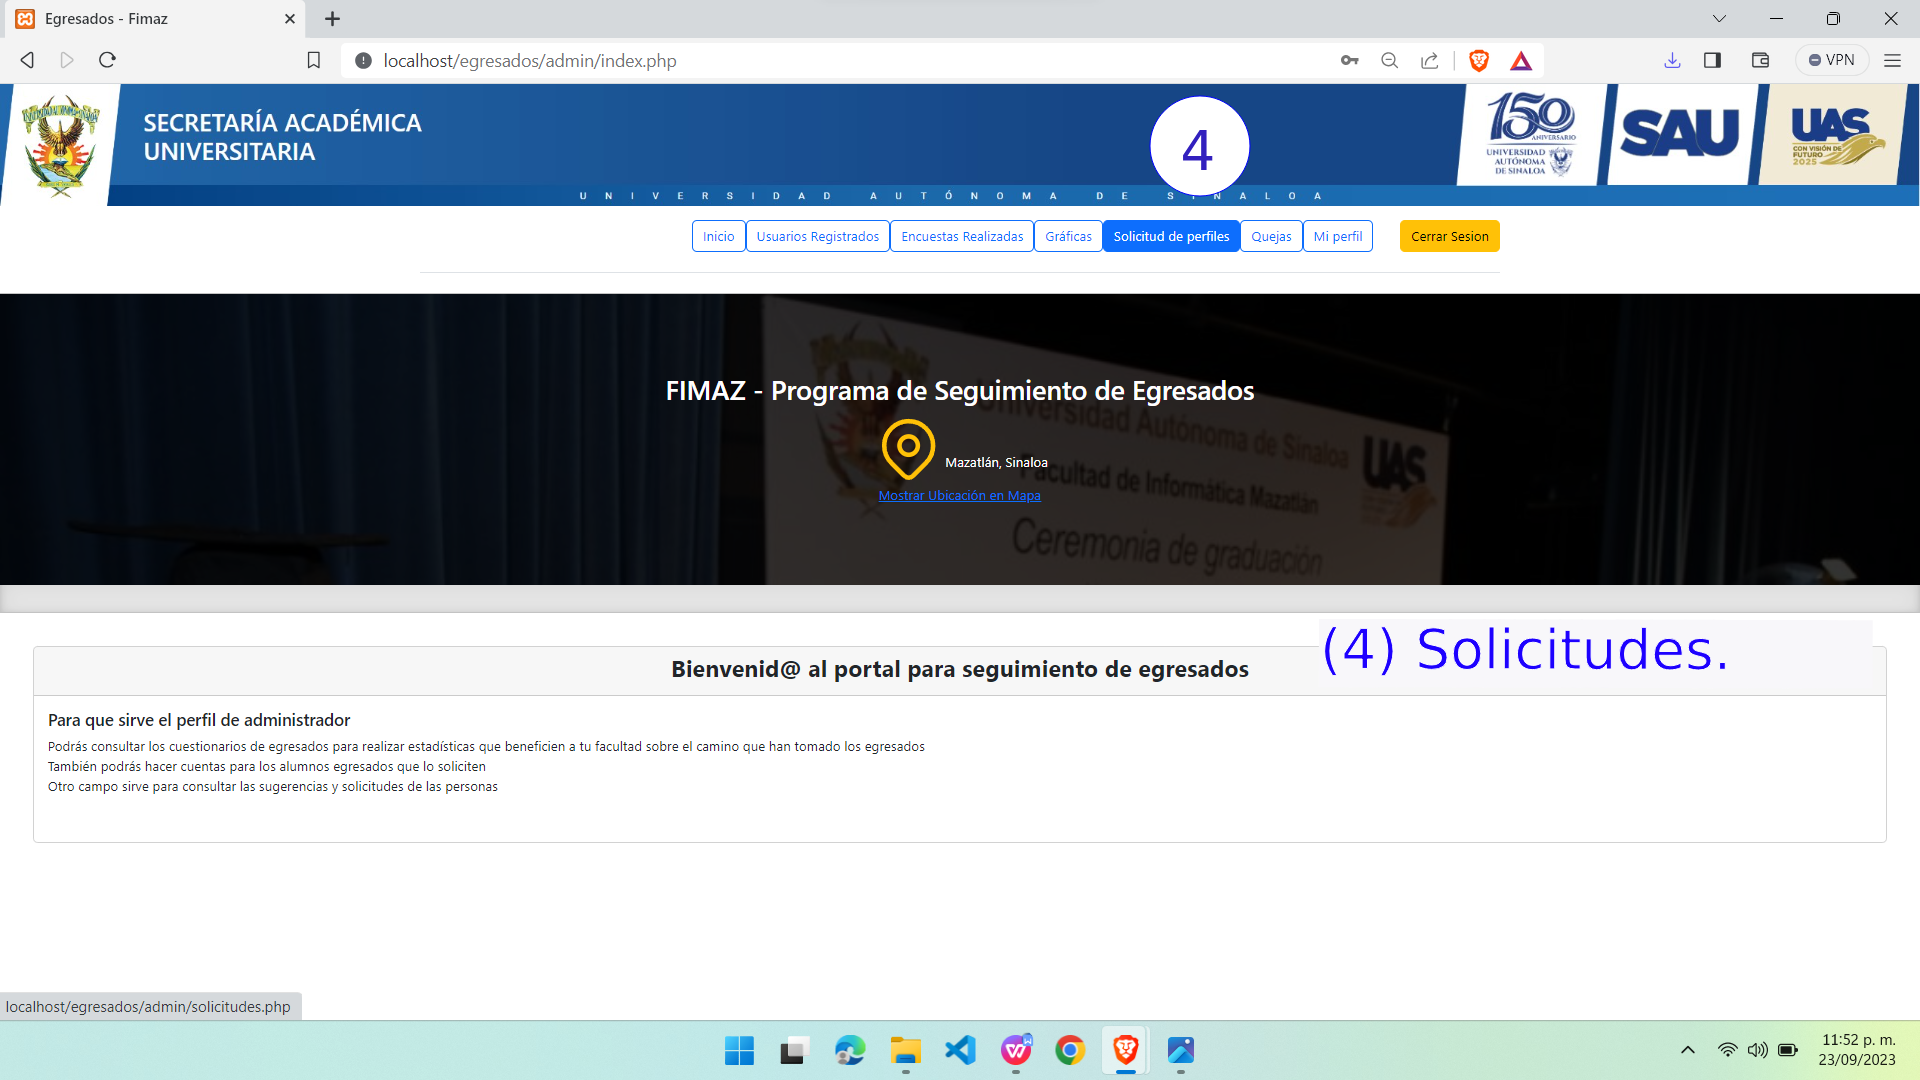 Egresados - Fimaz
localhost/egresados/admin/index.php
VPN
SECRETARÍA ACADÉMICA
UNIVERSITARIA
4
150
ANIVERSARIO
UNIVERSIDAD
AUTÓNOMA
DE SINALOA
SAU
UAS
CON VISIÓN DE
FUTURO
2025
UNIVERSIDAD AUTÓNOMA DE SINALOA
Inicio
Usuarios Registrados
Encuestas Realizadas
Gráficas
Solicitud de perfiles
Quejas
Mi perfil
Cerrar Sesion
FIMAZ - Programa de Seguimiento de Egresados
Mazatlán, Sinaloa
Mostrar Ubicación en Mapa
Universidad Autónoma de Sinaloa
Facultad de Informática Mazatlán
Ceremonia de graduación
UAS
(4) Solicitudes.
Bienvenid@ al portal para seguimiento de egresados
Para que sirve el perfil de administrador
Podrás consultar los cuestionarios de egresados para realizar estadísticas que beneficien a tu facultad sobre el camino que han tomado los egresados
También podrás hacer cuentas para los alumnos egresados que lo soliciten
Otro campo sirve para consultar las sugerencias y solicitudes de las personas
localhost/egresados/admin/solicitudes.php
11:52 p. m.
23/09/2023